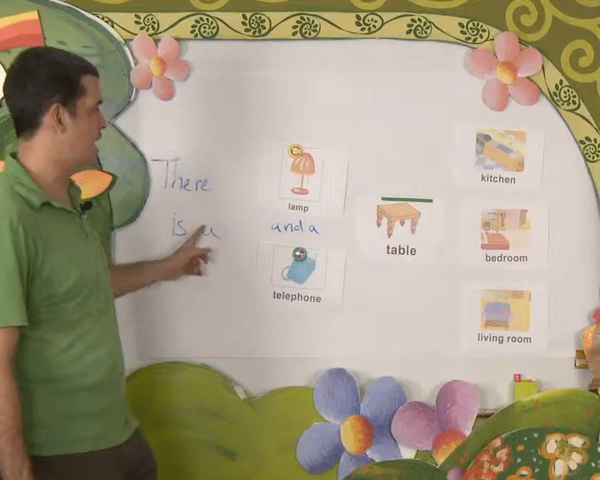 There
is a
lamp
and a
telephone
table
kitchen
bedroom
living room